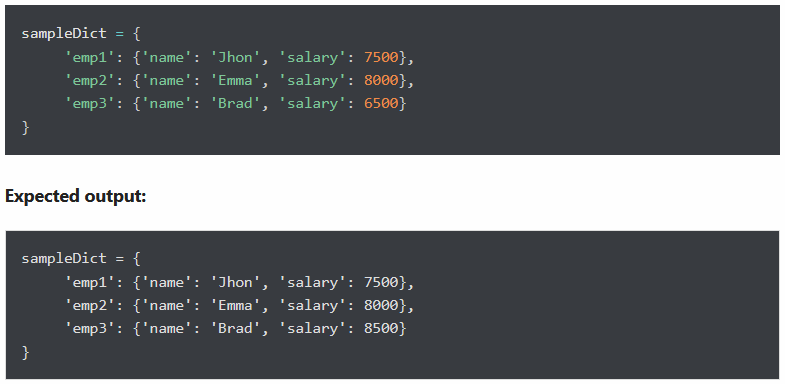 sampleDict = {
     'emp1': {'name': 'Jhon', 'salary': 7500},
     'emp2': {'name': 'Emma', 'salary': 8000},
     'emp3': {'name': 'Brad', 'salary': 6500}
}
Expected output:
sampleDict = {
     'emp1': {'name': 'Jhon', 'salary': 7500},
     'emp2': {'name': 'Emma', 'salary': 8000},
     'emp3': {'name': 'Brad', 'salary': 8500}
}